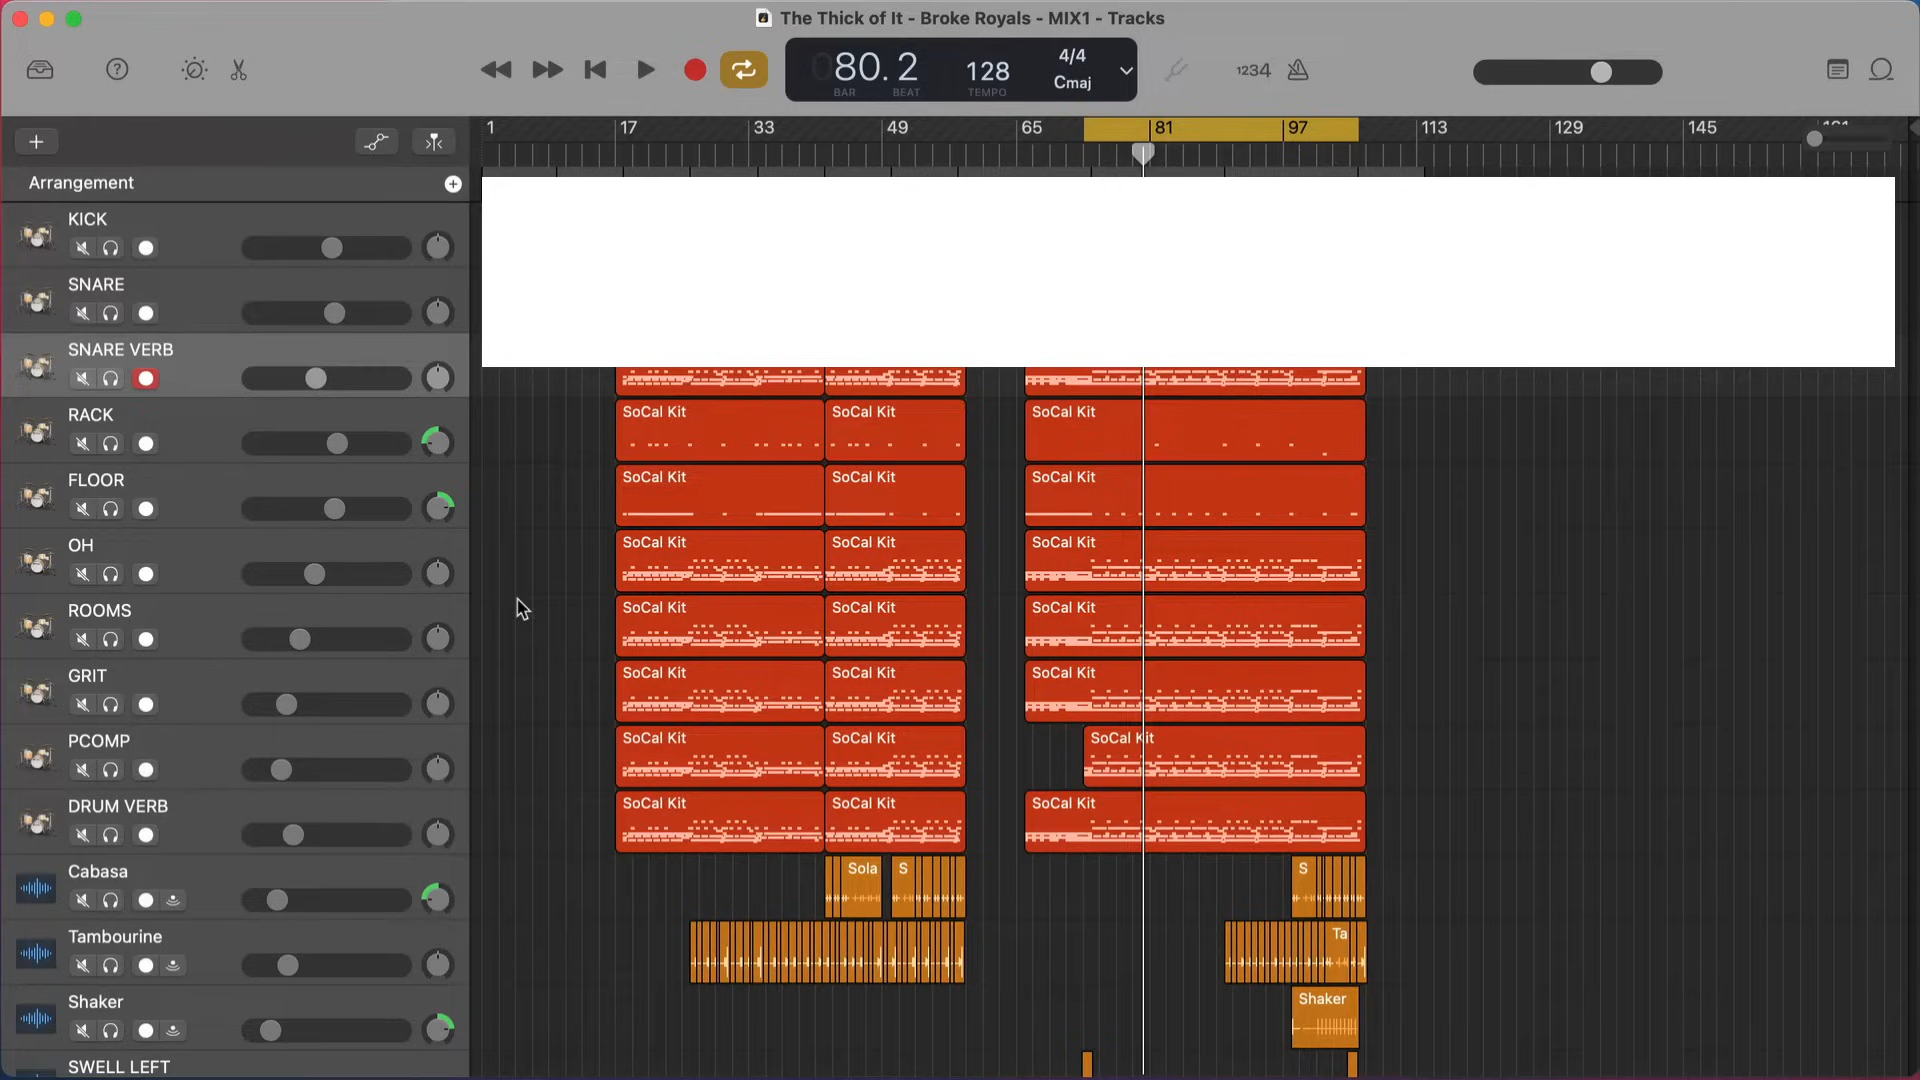 The Thick of It - Broke Royals - MIX1 - Tracks
80.2
BAR BEAT
128
TEMPO
4/4
Cmaj
1234
1 17 33 49 65 81 97 113 129 145
Arrangement
KICK
SNARE
SNARE VERB
RACK
SoCal Kit SoCal Kit SoCal Kit
FLOOR
SoCal Kit SoCal Kit SoCal Kit
OH
SoCal Kit SoCal Kit SoCal Kit
ROOMS
SoCal Kit SoCal Kit SoCal Kit
GRIT
SoCal Kit SoCal Kit SoCal Kit
PCOMP
SoCal Kit SoCal Kit SoCal Kit
DRUM VERB
SoCal Kit SoCal Kit SoCal Kit
Cabasa
Sola S S
Tambourine
Ta
Shaker
Shaker
SWELL LEFT